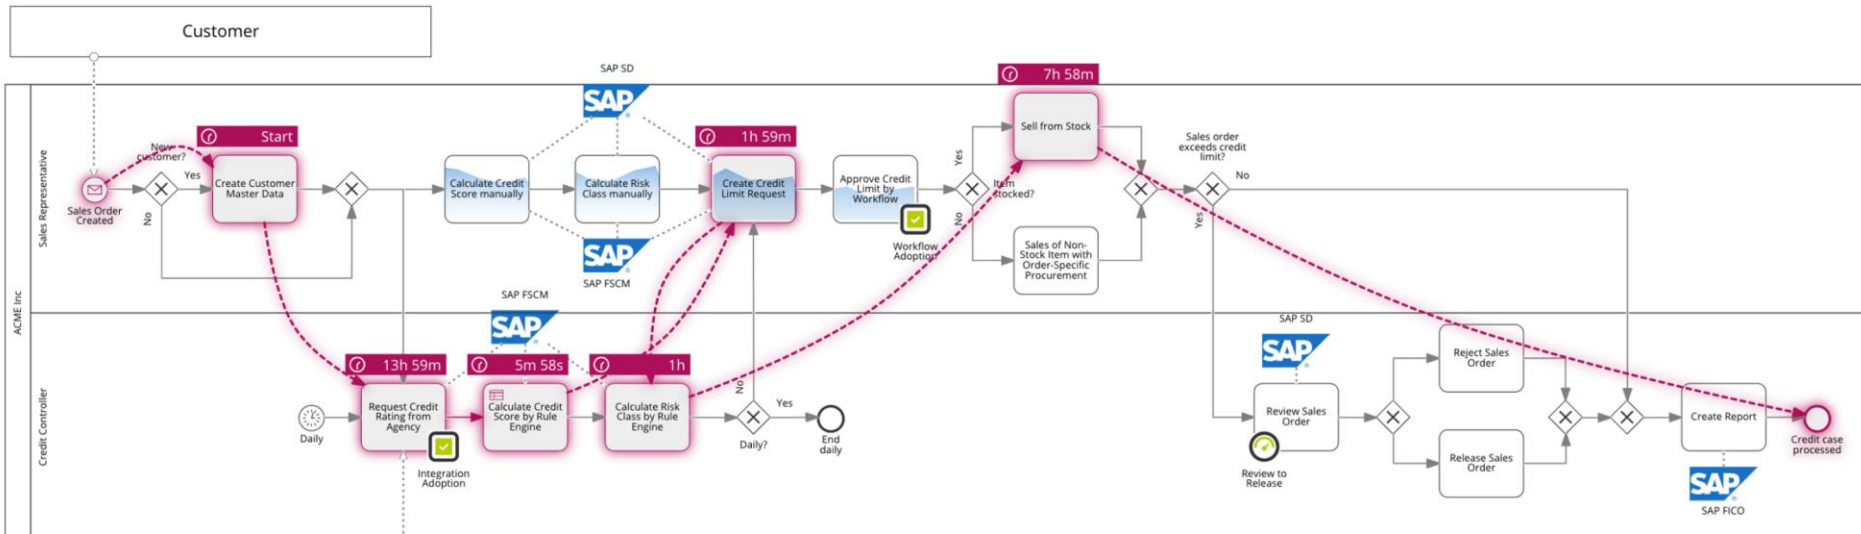 Customer
ACME Inc
Sales Representative
Credit Controller
Sales Order
Created
New
customer?
Yes
No
Start
Create Customer
Master Data
SAP SD
SAP
Calculate Credit
Score manually
Calculate Risk
Class manually
1h 59m
Create Credit
Limit Request
SAP
SAP FSCM
Approve Credit
Limit by
Workflow
Workflow
Adoption
Item
stocked?
Yes
No
7h 58m
Sell from Stock
Sales of Non-
Stock Item with
Order-Specific
Procurement
Sales order
exceeds credit
limit?
No
Yes
Daily
13h 59m
Request Credit
Rating from
Agency
Integration
Adoption
SAP FSCM
SAP
5m 58s
Calculate Credit
Score by Rule
Engine
1h
Calculate Risk
Class by Rule
Engine
No
Daily?
Yes
End
daily
SAP SD
SAP
Review Sales
Order
Review to
Release
Reject Sales
Order
Release Sales
Order
Create Report
SAP
SAP FICO
Credit case
processed